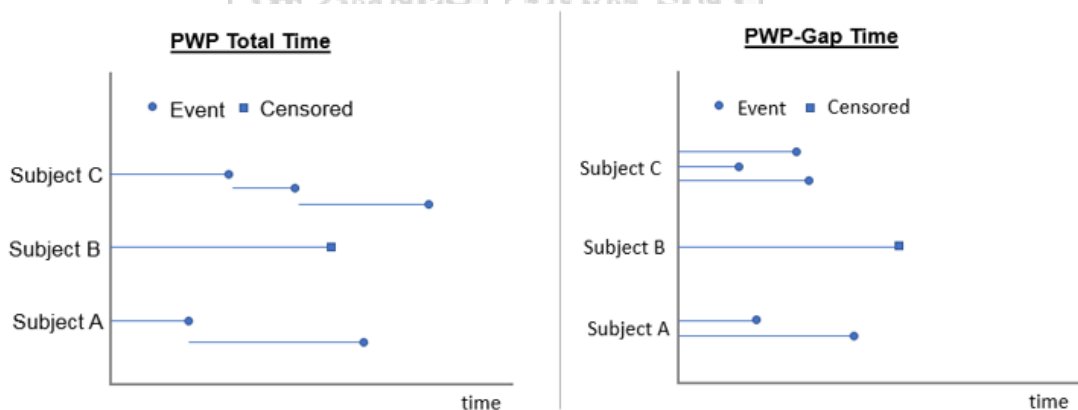 PWP Total Time
Event
Censored
Subject C
Subject B
Subject A
time
PWP-Gap Time
Event
Censored
Subject C
Subject B
Subject A
time